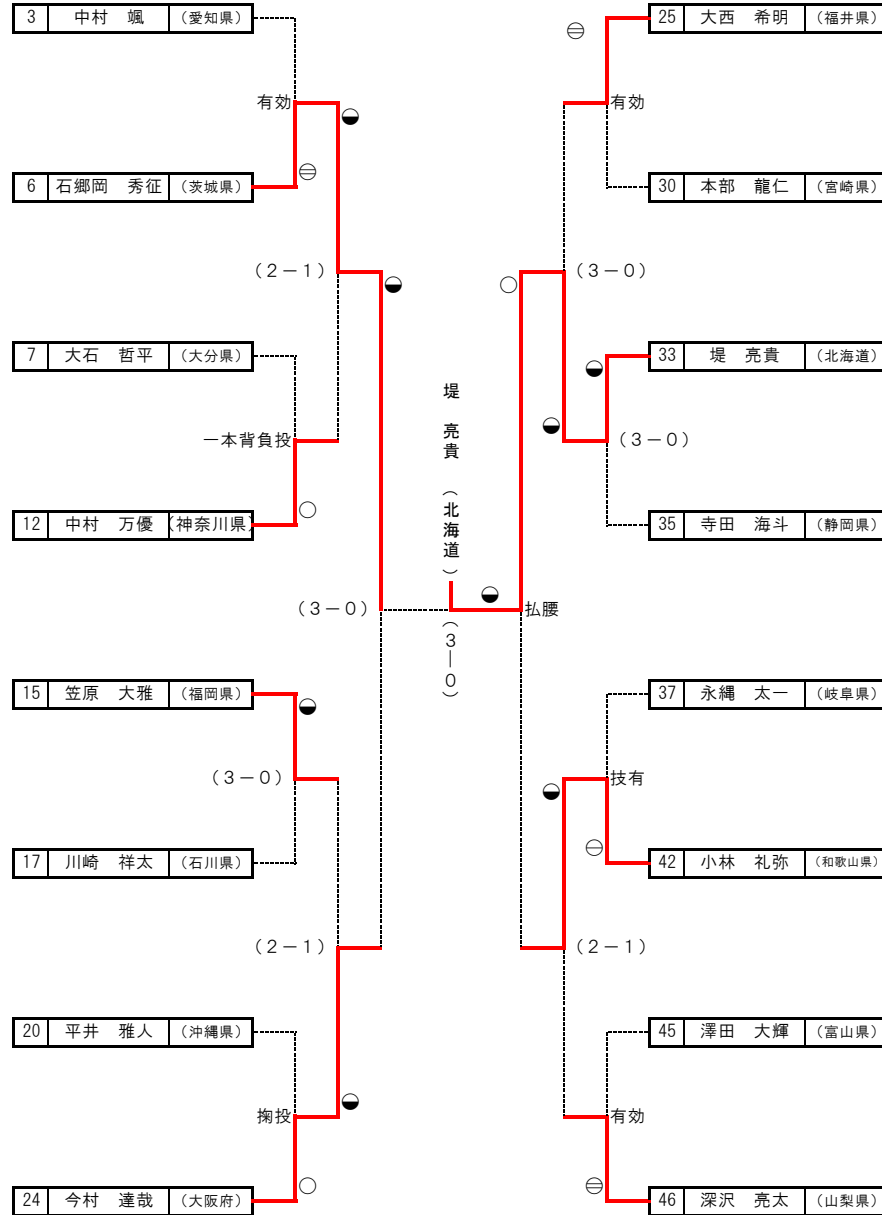 3 中村　颯 （愛知県）
25 大西　希明 （福井県）
有効
有効
6 石郷岡　秀征 （茨城県）
30 本部　龍仁 （宮崎県）
（２－１）
（３－０）
7 大石　哲平 （大分県）
33 堤　亮貴 （北海道）
堤　亮貴　（北海道）
一本背負投
（３－０）
12 中村　万優 （神奈川県）
35 寺田　海斗 （静岡県）
（３－０）
払腰
（３－０）
15 笠原　大雅 （福岡県）
37 永縄　太一 （岐阜県）
（３－０）
技有
17 川崎　祥太 （石川県）
42 小林　礼弥 （和歌山県）
（２－１）
（２－１）
20 平井　雅人 （沖縄県）
45 澤田　大輝 （富山県）
掬投
有効
24 今村　達哉 （大阪府）
46 深沢　亮太 （山梨県）